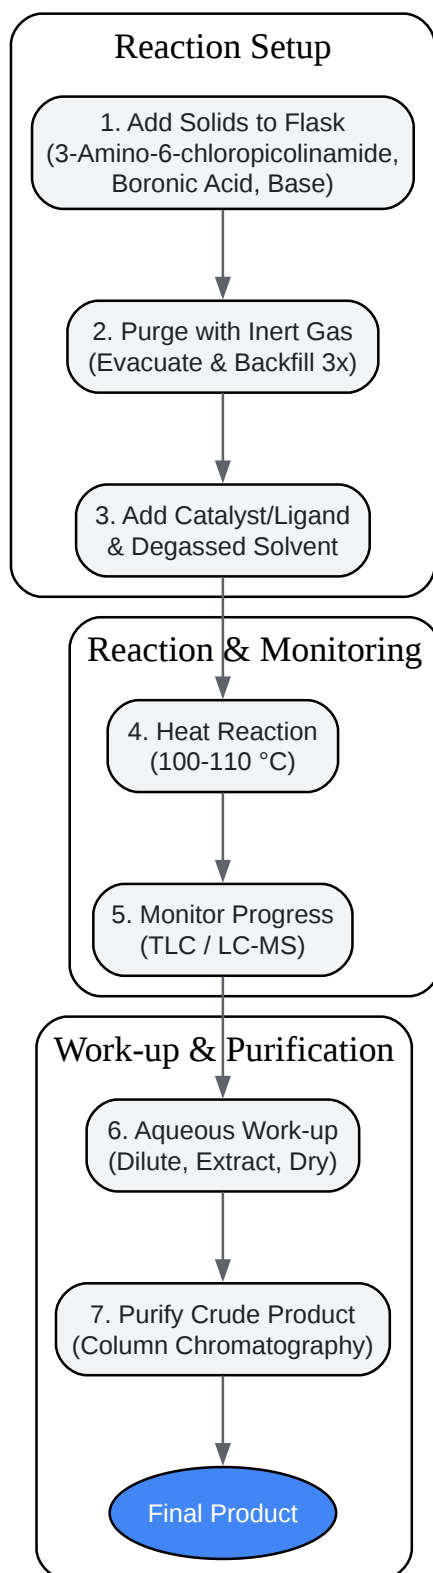 Reaction Setup
1. Add Solids to Flask
(3-Amino-6-chloropicolinamide,
Boronic Acid, Base)
2. Purge with Inert Gas
(Evacuate & Backfill 3x)
3. Add Catalyst/Ligand
& Degassed Solvent
Reaction & Monitoring
4. Heat Reaction
(100-110 °C)
5. Monitor Progress
(TLC / LC-MS)
Work-up & Purification
6. Aqueous Work-up
(Dilute, Extract, Dry)
7. Purify Crude Product
(Column Chromatography)
Final Product